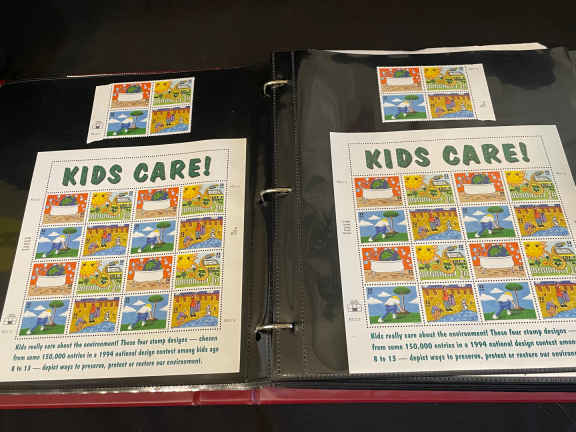 KIDS CARE!
Kids really care about the environment! These four stamp designs — chosen
from some 150,000 entries in a 1994 national design contest among kids age
8 to 13 — depict ways to preserve, protect or restore our environment.
KIDS CARE!
Kids really care about the environment! These four stamp designs — chosen
from some 150,000 entries in a 1994 national design contest among kids
8 to 13 — depict ways to preserve, protect or restore our environment.